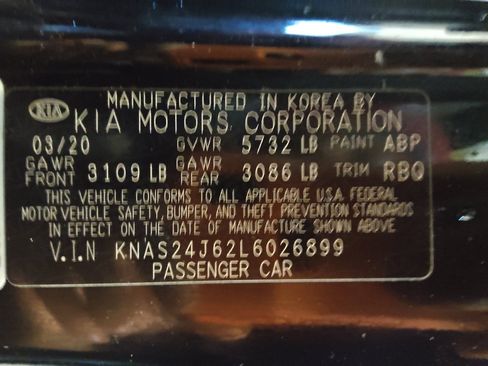 KIA MANUFACTURED IN KOREA BY
KIA MOTORS CORPORATION
03/20 GVWR 5732 LB PAINT ABP
GAWR FRONT 3109 LB GAWR REAR 3086 LB TRIM RBQ
THIS VEHICLE CONFORMS TO ALL APPLICABLE U.S.A. FEDERAL
MOTOR VEHICLE SAFETY, BUMPER, AND THEFT PREVENTION STANDARDS
IN EFFECT ON THE DATE OF MANUFACTURE SHOWN ABOVE
V.I.N KNAS24J62L6026899
PASSENGER CAR